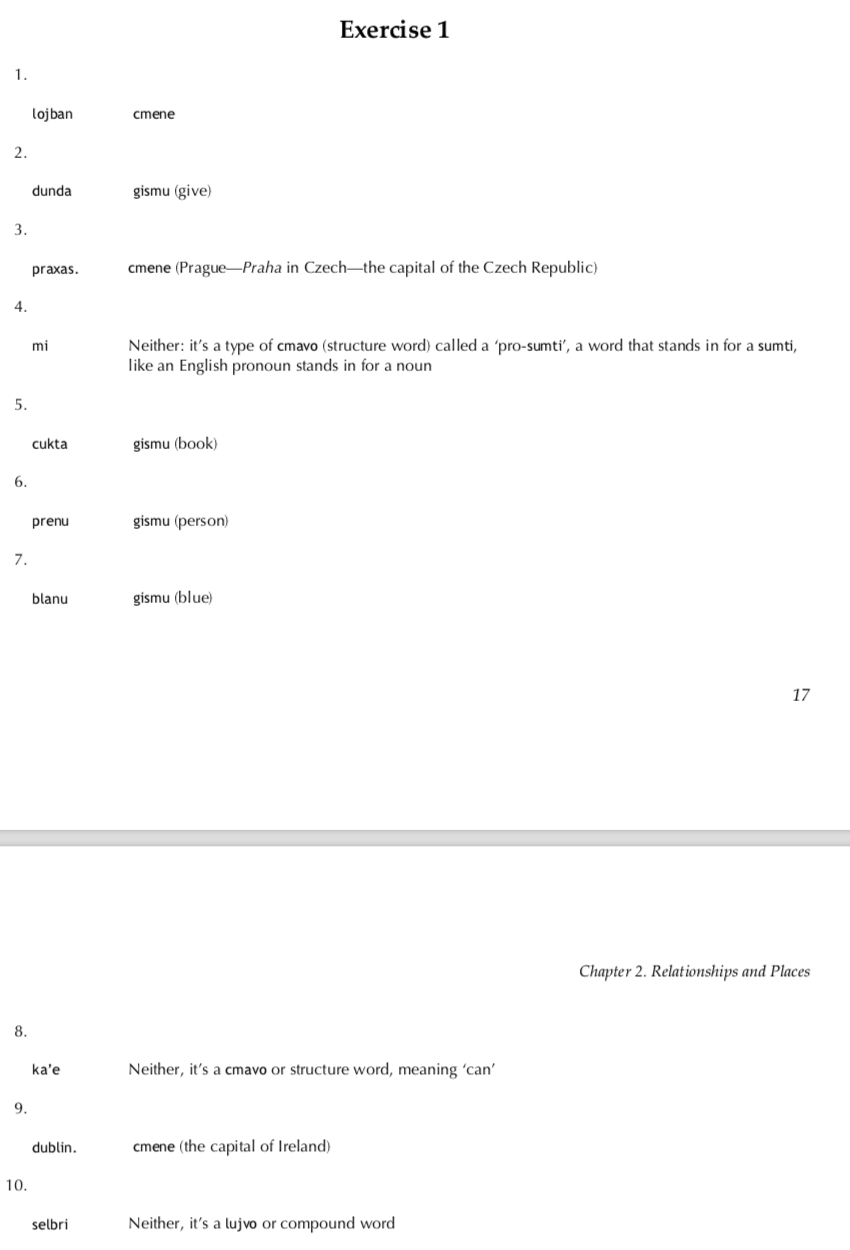 Exercise 1
1.
lojban cmene
2.
dunda gismu (give)
3.
praxas. cmene (Prague—Praha in Czech—the capital of the Czech Republic)
4.
mi Neither: it's a type of cmavo (structure word) called a ‘pro-sumti’, a word that stands in for a sumti,
like an English pronoun stands in for a noun
5.
cukta gismu (book)
6.
prenu gismu (person)
7.
blanu gismu (blue)
17
Chapter 2. Relationships and Places
8.
ka'e Neither, it's a cmavo or structure word, meaning ‘can’
9.
dublin. cmene (the capital of Ireland)
10.
selbri Neither, it's a lujvo or compound word